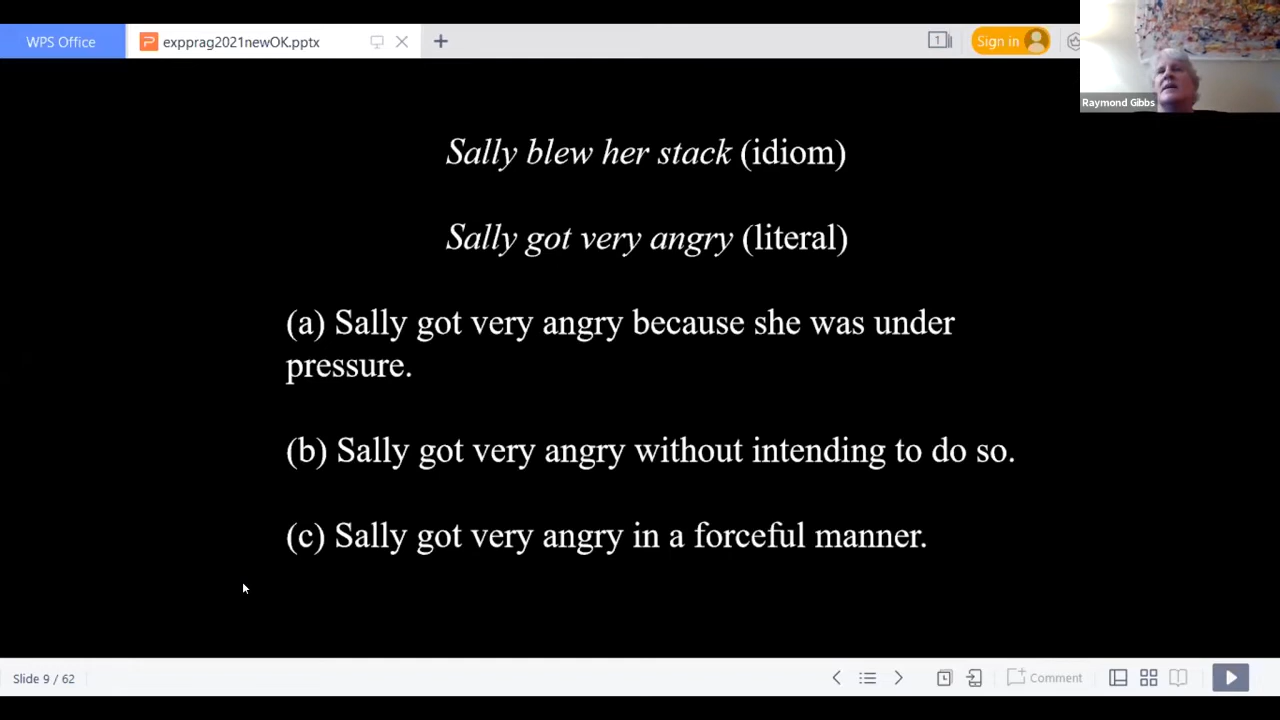 WPS Office
expprag2021newOK.pptx
1
Sign in
Raymond Gibbs
Sally blew her stack (idiom)
Sally got very angry (literal)
(a) Sally got very angry because she was under
pressure.
(b) Sally got very angry without intending to do so.
(c) Sally got very angry in a forceful manner.
Slide 9 / 62
Comment